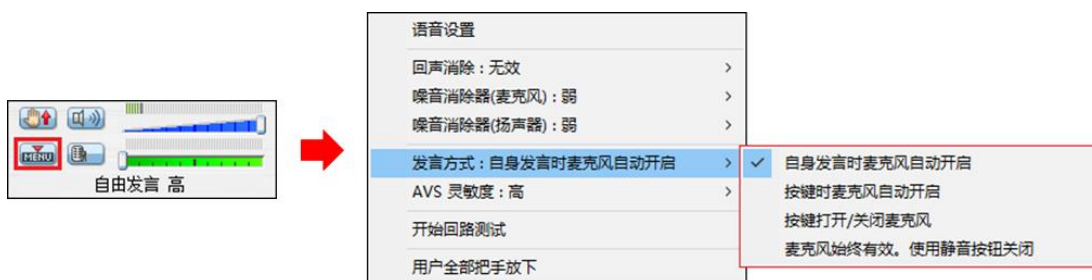 MENU
自由发言 高
语音设置
回声消除：无效
噪音消除器(麦克风)：弱
噪音消除器(扬声器)：弱
发言方式：自身发言时麦克风自动开启
AVS 灵敏度：高
开始回路测试
用户全部把手放下
自身发言时麦克风自动开启
按键时麦克风自动开启
按键打开/关闭麦克风
麦克风始终有效。使用静音按钮关闭